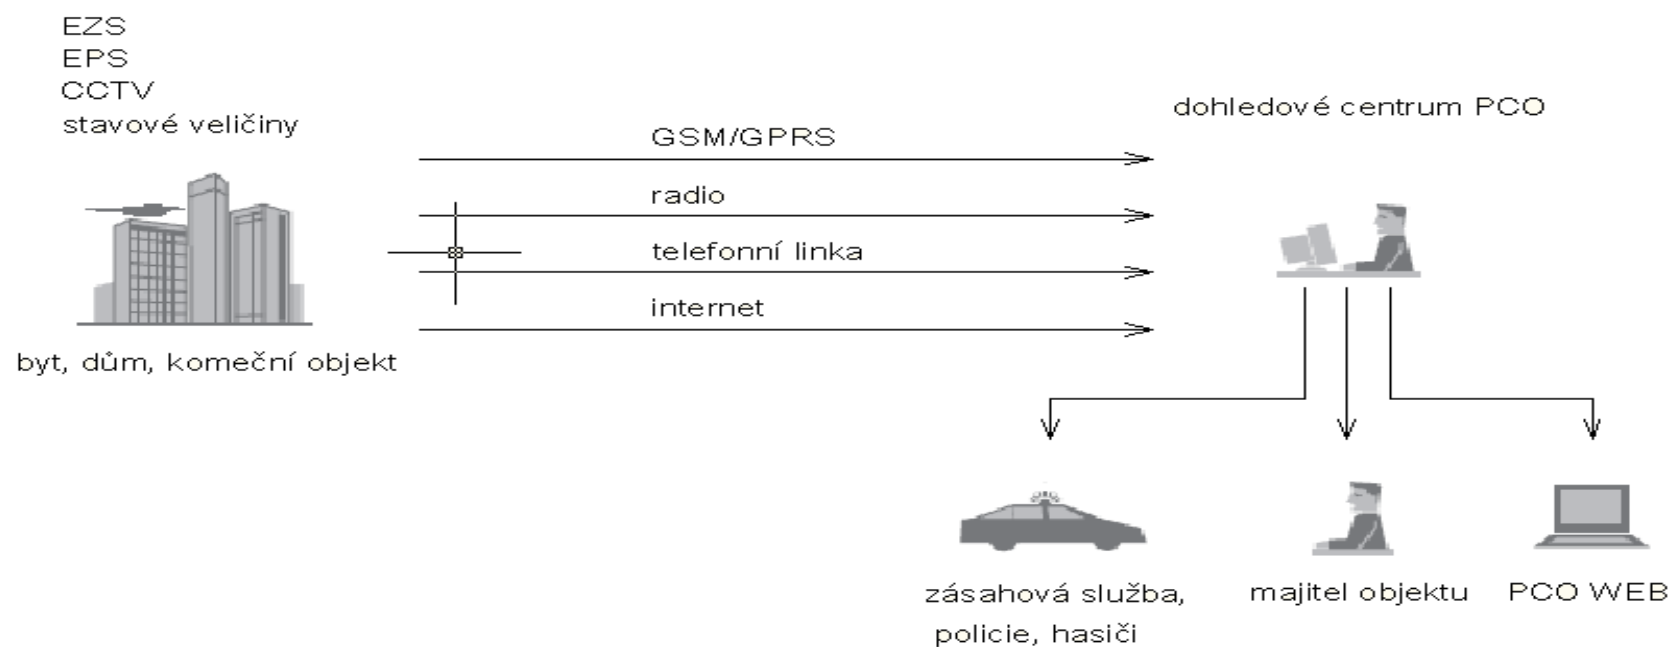 EZS
EPS
CCTV
stavové veličiny
dohledové centrum PCO
GSM/GPRS
radio
telefonní linka
internet
byt, dům, komeční objekt
zásahová služba,
policie, hasiči
majitel objektu
PCO WEB